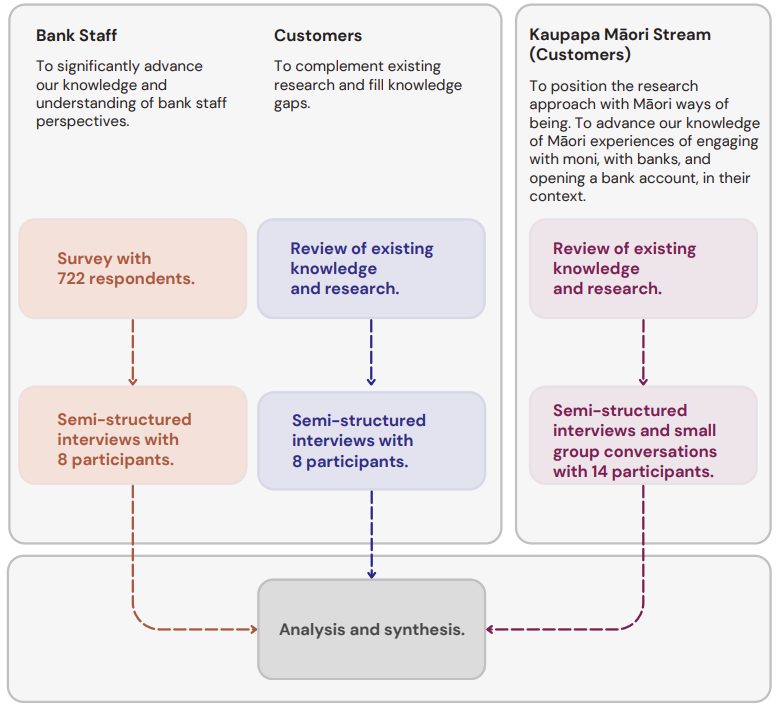 Bank Staff
To significantly advance
our knowledge and
understanding of bank staff
perspectives.
Customers
To complement existing
research and fill knowledge
gaps.
Kaupapa Māori Stream
(Customers)
To position the research
approach with Māori ways of
being. To advance our knowledge
of Māori experiences of engaging
with moni, with banks, and
opening a bank account, in their
context.
Survey with
722 respondents.
Review of existing
knowledge
and research.
Review of existing
knowledge
and research.
Semi-structured
interviews with
8 participants.
Semi-structured
interviews with
8 participants.
Semi-structured
interviews and small
group conversations
with 14 participants.
Analysis and synthesis.